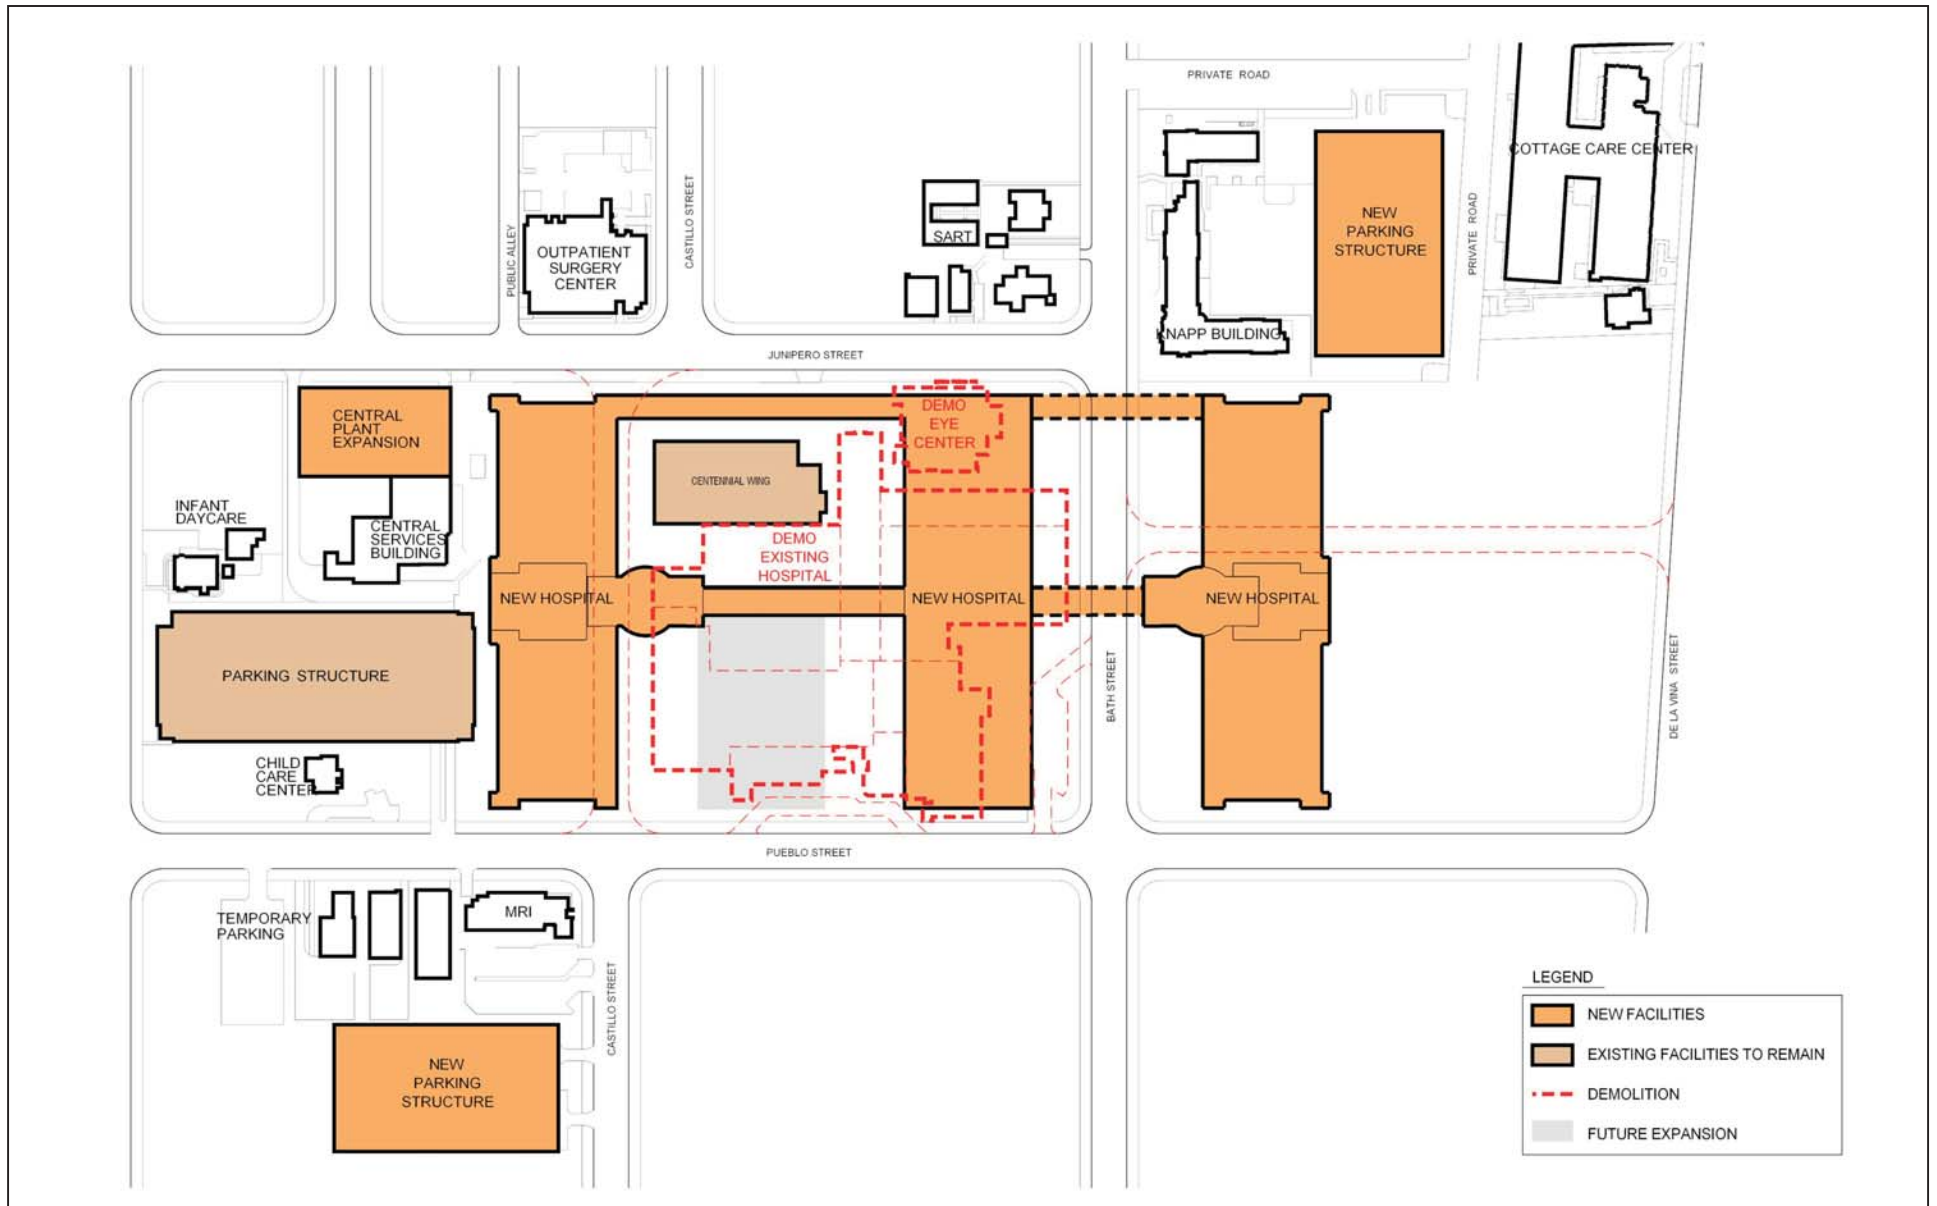 PRIVATE ROAD
COTTAGE CARE CENTER
PUBLIC ALLEY
CASTILLO STREET
OUTPATIENT
SURGERY
CENTER
SART
NEW
PARKING
STRUCTURE
PRIVATE ROAD
KNAPP BUILDING
JUNIPERO STREET
CENTRAL
PLANT
EXPANSION
DEMO
EYE
CENTER
CENTENNIAL WING
INFANT
DAYCARE
CENTRAL
SERVICES
BUILDING
DEMO
EXISTING
HOSPITAL
NEW HOSPITAL
NEW HOSPITAL
NEW HOSPITAL
PARKING STRUCTURE
BATH STREET
DE LA VINA STREET
CHILD
CARE
CENTER
PUEBLO STREET
TEMPORARY
PARKING
MRI
CASTILLO STREET
NEW
PARKING
STRUCTURE
LEGEND
NEW FACILITIES
EXISTING FACILITIES TO REMAIN
DEMOLITION
FUTURE EXPANSION